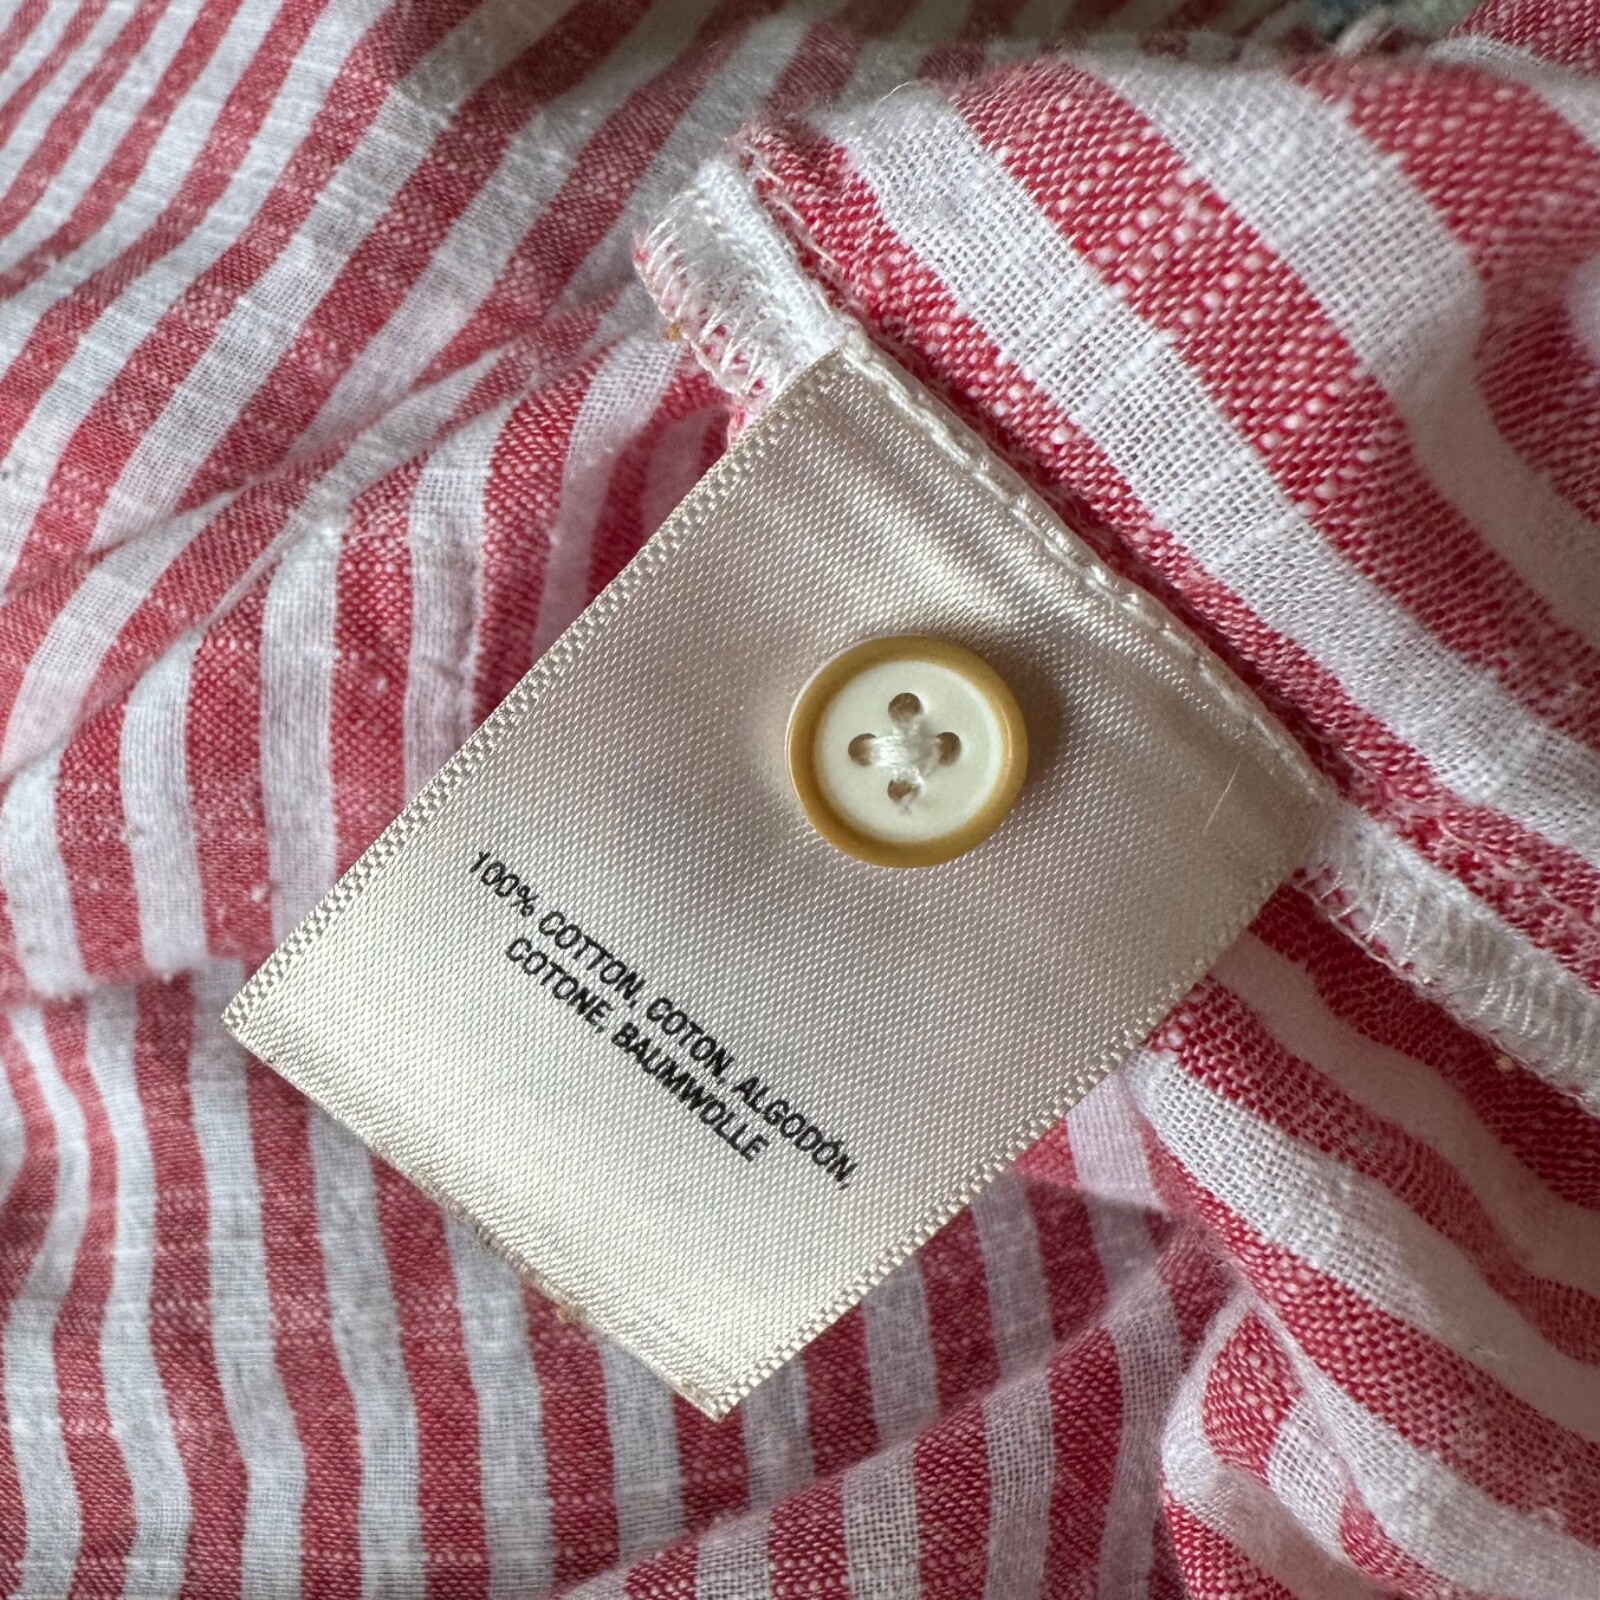 100% COTTON, COTON, ALGODÓN,
COTONE, BAUMWOLLE